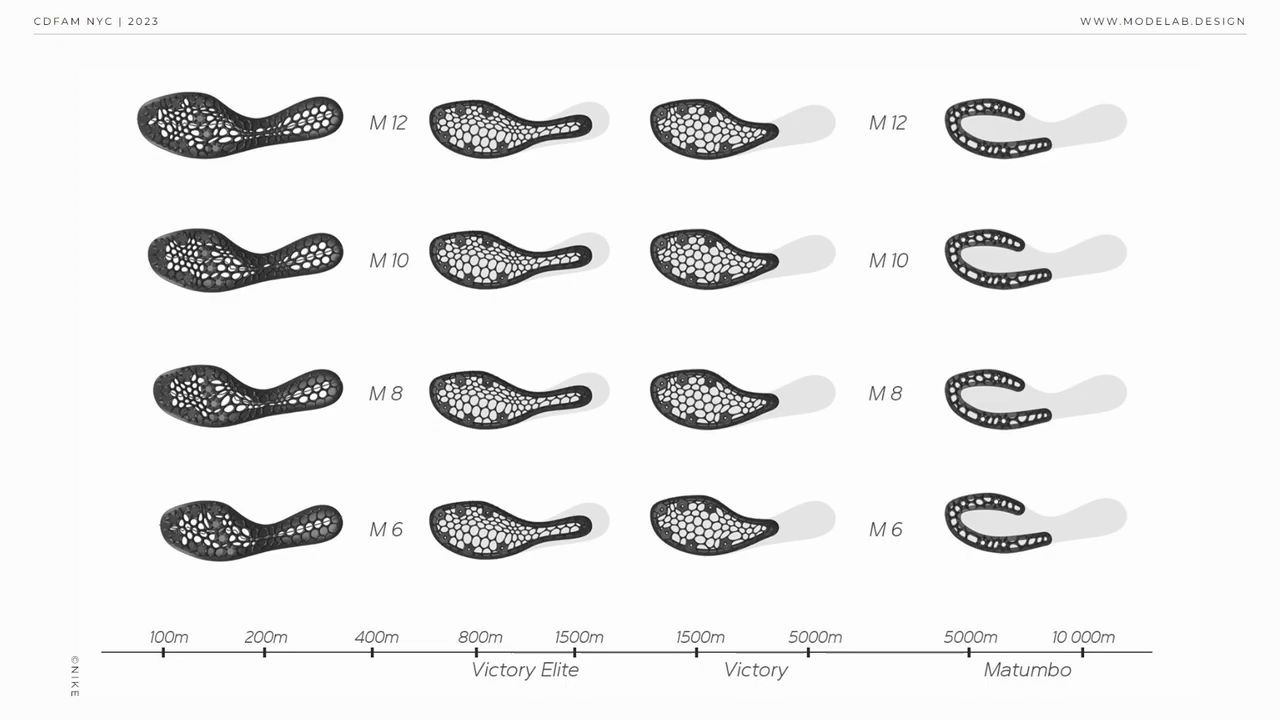 CDFAM NYC | 2023
WWW.MODELAB.DESIGN
M 12
M 12
M 10
M 10
M 8
M 8
M 6
M 6
100m 200m 400m 800m 1500m 1500m 5000m 5000m 10 000m
Victory Elite Victory Matumbo
©NIKE